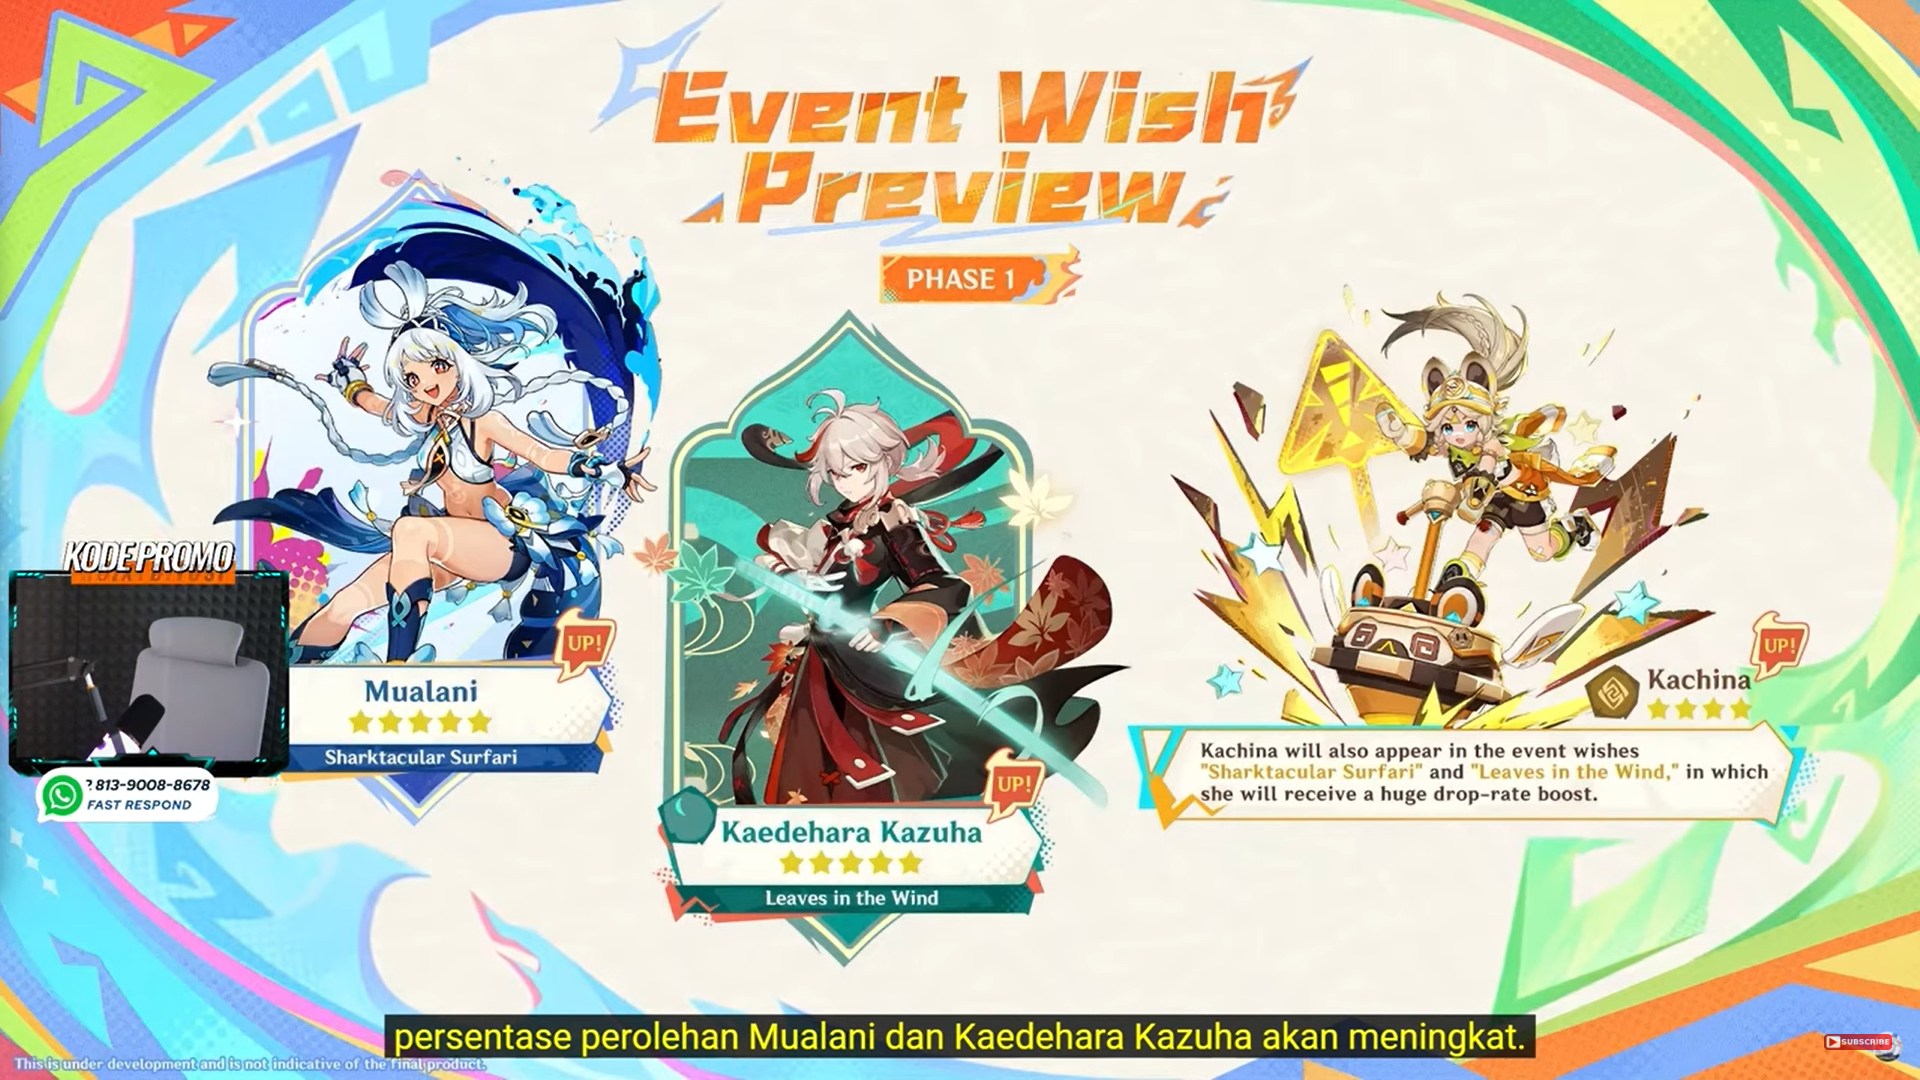 Event Wish
Preview
PHASE 1
UP!
Mualani
Sharktacular Surfari
UP!
Kaedehara Kazuha
Leaves in the Wind
UP!
Kachina
Kachina will also appear in the event wishes
"Sharktacular Surfari" and "Leaves in the Wind," in which
she will receive a huge drop-rate boost.
KODE PROMO
813-9008-8678
FAST RESPOND
persentase perolehan Mualani dan Kaedehara Kazuha akan meningkat.
SUBSCRIBE
This is under development and is not indicative of the final product.